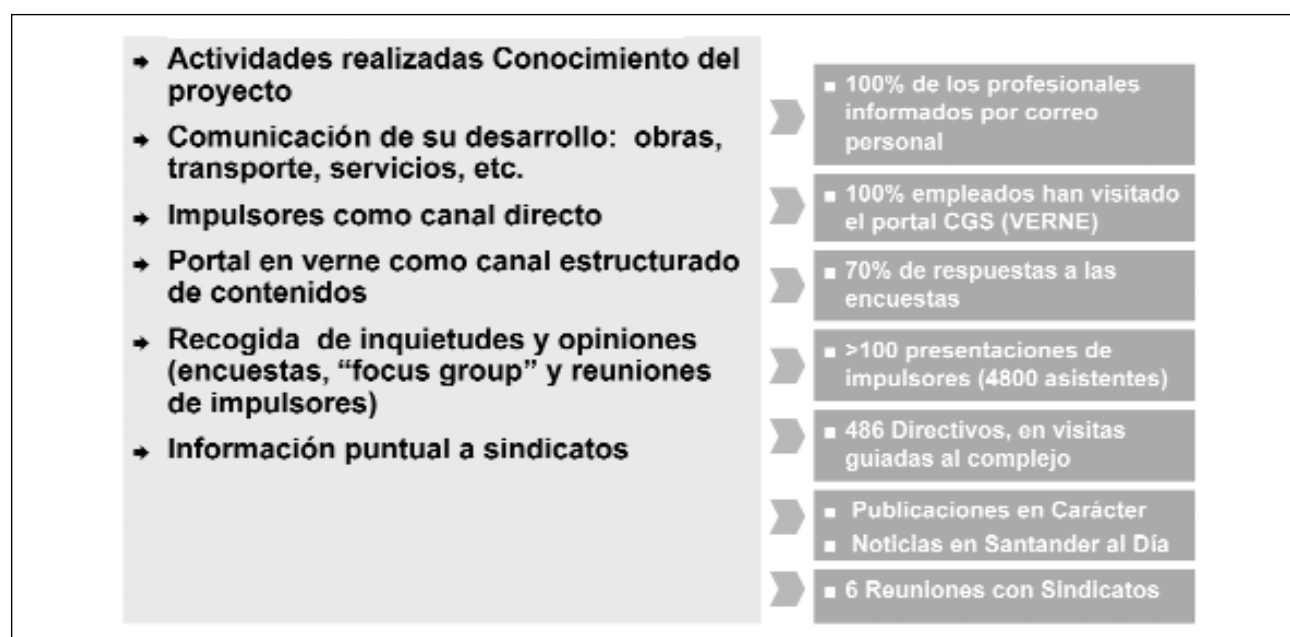 ➜ Actividades realizadas Conocimiento del
proyecto
➜ Comunicación de su desarrollo: obras,
transporte, servicios, etc.
➜ Impulsores como canal directo
➜ Portal en verne como canal estructurado
de contenidos
➜ Recogida de inquietudes y opiniones
(encuestas, “focus group” y reuniones
de impulsores)
➜ Información puntual a sindicatos
■ 100% de los profesionales
informados por correo
personal
■ 100% empleados han visitado
el portal CGS (VERNE)
■ 70% de respuestas a las
encuestas
■ >100 presentaciones de
impulsores (4800 asistentes)
■ 486 Directivos, en visitas
guiadas al complejo
■ Publicaciones en Carácter
■ Noticias en Santander al Día
■ 6 Reuniones con Sindicatos